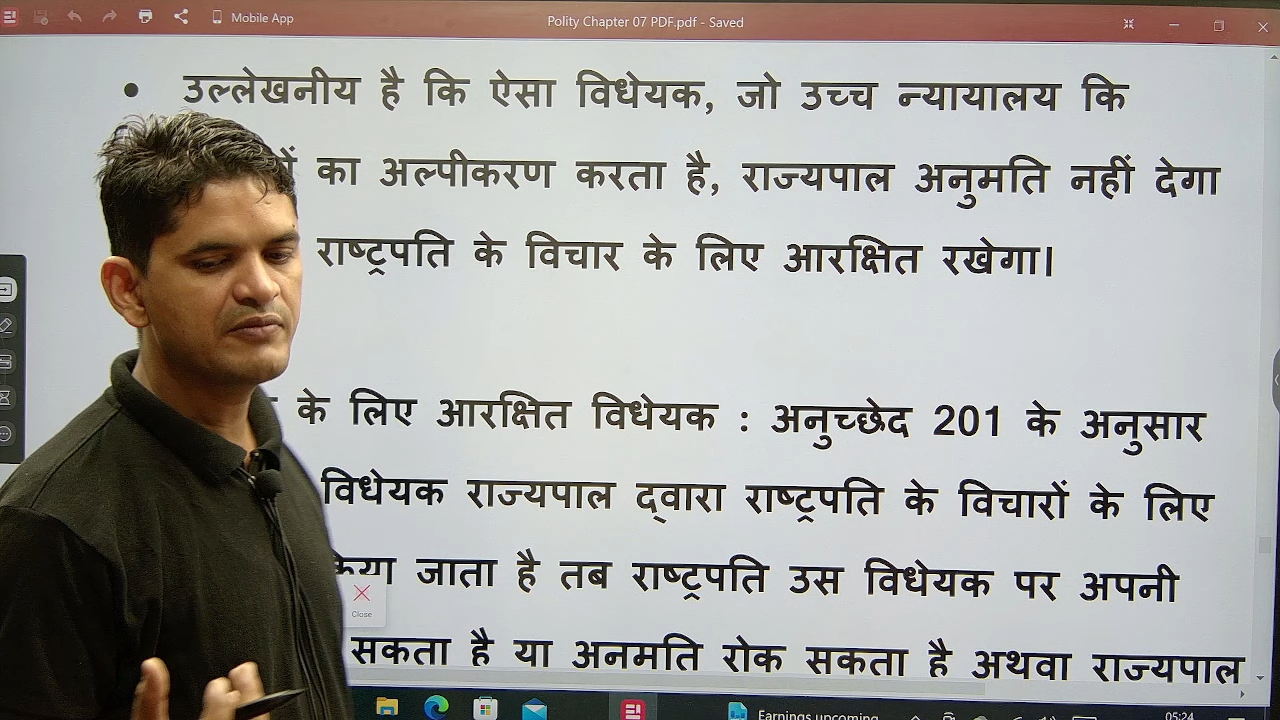 Mobile App
Polity Chapter 07 PDF.pdf - Saved
• उल्लेखनीय है कि ऐसा विधेयक, जो उच्च न्यायालय कि
का अल्पीकरण करता है, राज्यपाल अनुमति नहीं देगा
राष्ट्रपति के विचार के लिए आरक्षित रखेगा।
के लिए आरक्षित विधेयक : अनुच्छेद 201 के अनुसार
विधेयक राज्यपाल द्वारा राष्ट्रपति के विचारों के लिए
किया जाता है तब राष्ट्रपति उस विधेयक पर अपनी
Close
सकता है या अनमति रोक सकता है अथवा राज्यपाल
Earnings upcoming
05:24